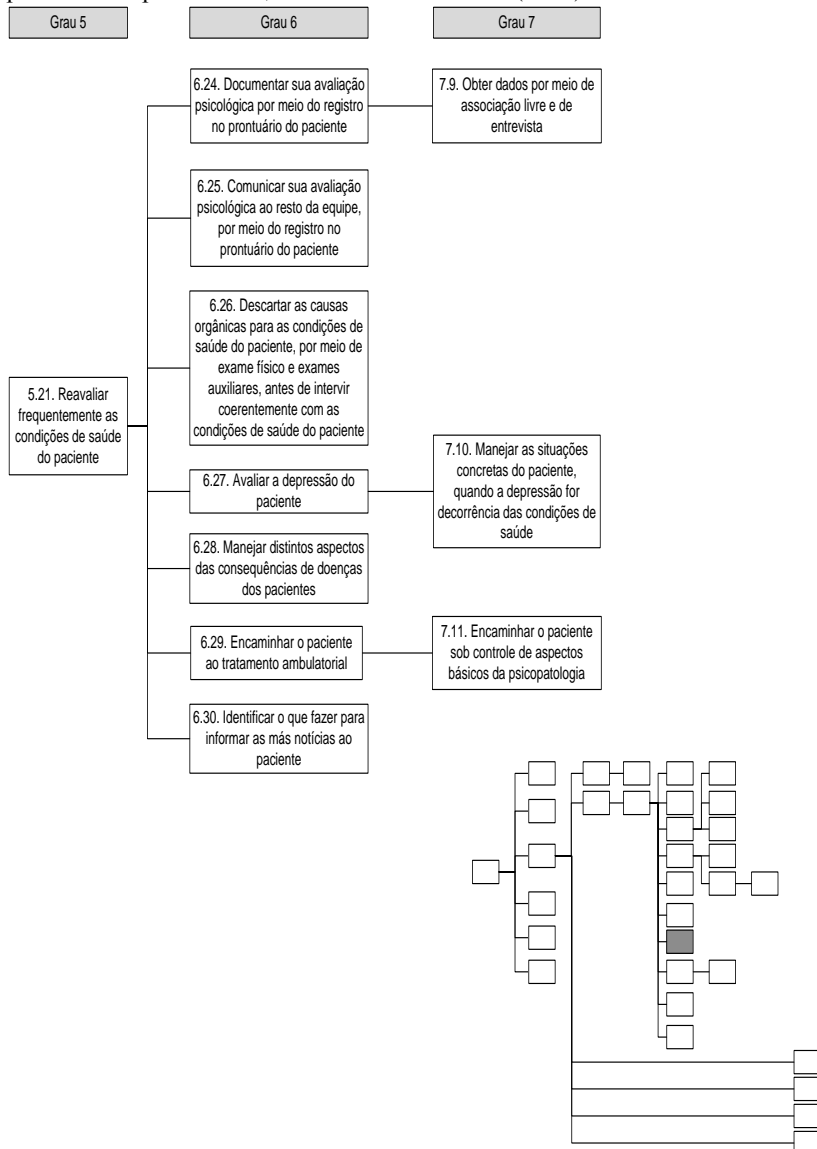 Grau 5
Grau 6
Grau 7
6.24. Documentar sua avaliação
psicológica por meio do registro
no prontuário do paciente
7.9. Obter dados por meio de
associação livre e de
entrevista
6.25. Comunicar sua avaliação
psicológica ao resto da equipe,
por meio do registro no
prontuário do paciente
6.26. Descartar as causas
orgânicas para as condições de
saúde do paciente, por meio de
exame físico e exames
auxiliares, antes de intervir
coerentemente com as
condições de saúde do paciente
5.21. Reavaliar
frequentemente as
condições de saúde
do paciente
6.27. Avaliar a depressão do
paciente
7.10. Manejar as situações
concretas do paciente,
quando a depressão for
decorrência das condições de
saúde
6.28. Manejar distintos aspectos
das consequências de doenças
dos pacientes
6.29. Encaminhar o paciente
ao tratamento ambulatorial
7.11. Encaminhar o paciente
sob controle de aspectos
básicos da psicopatologia
6.30. Identificar o que fazer para
informar as más notícias ao
paciente